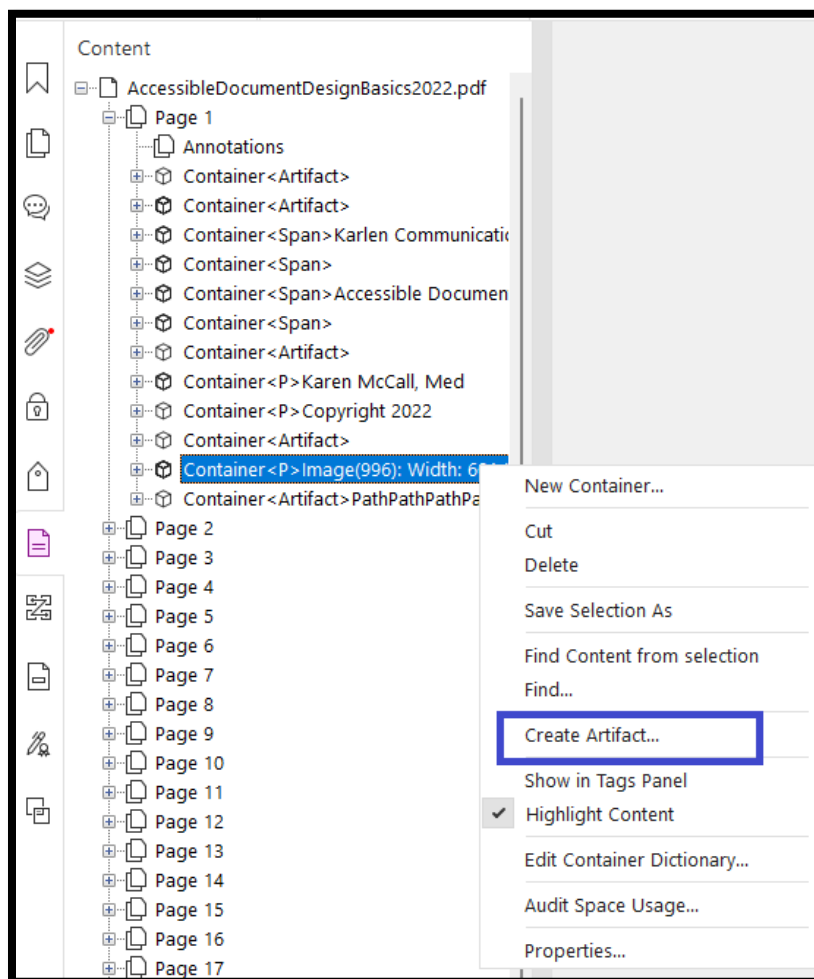 Content
AccessibleDocumentDesignBasics2022.pdf
Page 1
Annotations
Container<Artifact>
Container<Artifact>
Container<Span>Karlen Communicatio
Container<Span>
Container<Span>Accessible Documen
Container<Span>
Container<Artifact>
Container<P>Karen McCall, Med
Container<P>Copyright 2022
Container<Artifact>
Container<P>Image(996): Width:
Container<Artifact>PathPathPathPa
Page 2
Page 3
Page 4
Page 5
Page 6
Page 7
Page 8
Page 9
Page 10
Page 11
Page 12
Page 13
Page 14
Page 15
Page 16
Page 17
New Container...
Cut
Delete
Save Selection As
Find Content from selection
Find...
Create Artifact...
Show in Tags Panel
Highlight Content
Edit Container Dictionary...
Audit Space Usage...
Properties...